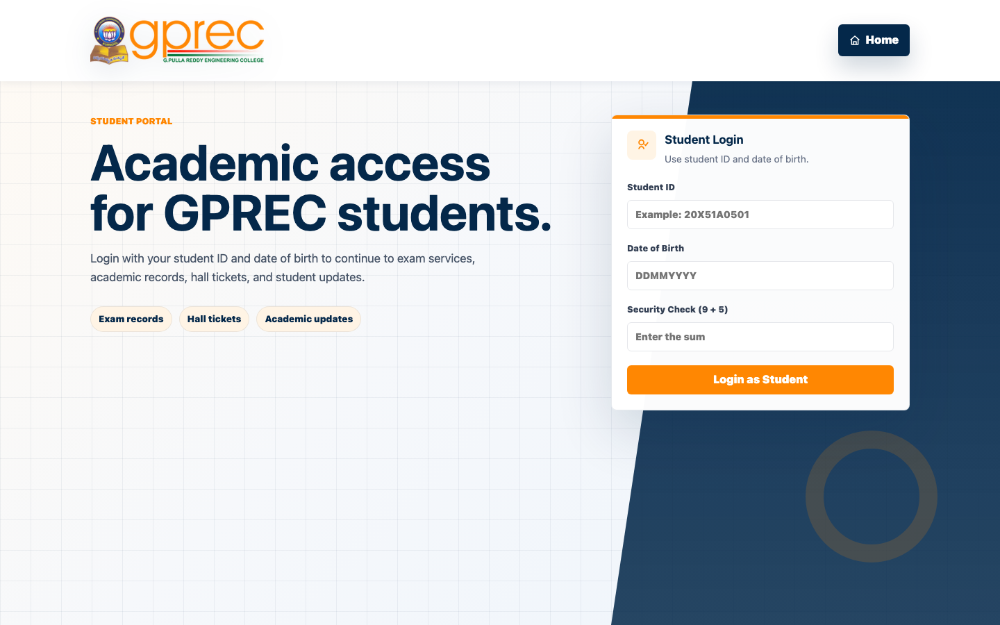 gprec
G.PULLA REDDY ENGINEERING COLLEGE
Home
STUDENT PORTAL
Academic access
for GPREC students.
Login with your student ID and date of birth to continue to exam services,
academic records, hall tickets, and student updates.
Exam records
Hall tickets
Academic updates
Student Login
Use student ID and date of birth.
Student ID
Example: 20X51A0501
Date of Birth
DDMMYYYY
Security Check (9 + 5)
Enter the sum
Login as Student